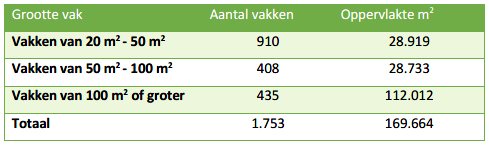 Grootte vak Aantal vakken Oppervlakte m²
Vakken van 20 m² - 50 m² 910 28.919
Vakken van 50 m² - 100 m² 408 28.733
Vakken van 100 m² of groter 435 112.012
Totaal 1.753 169.664